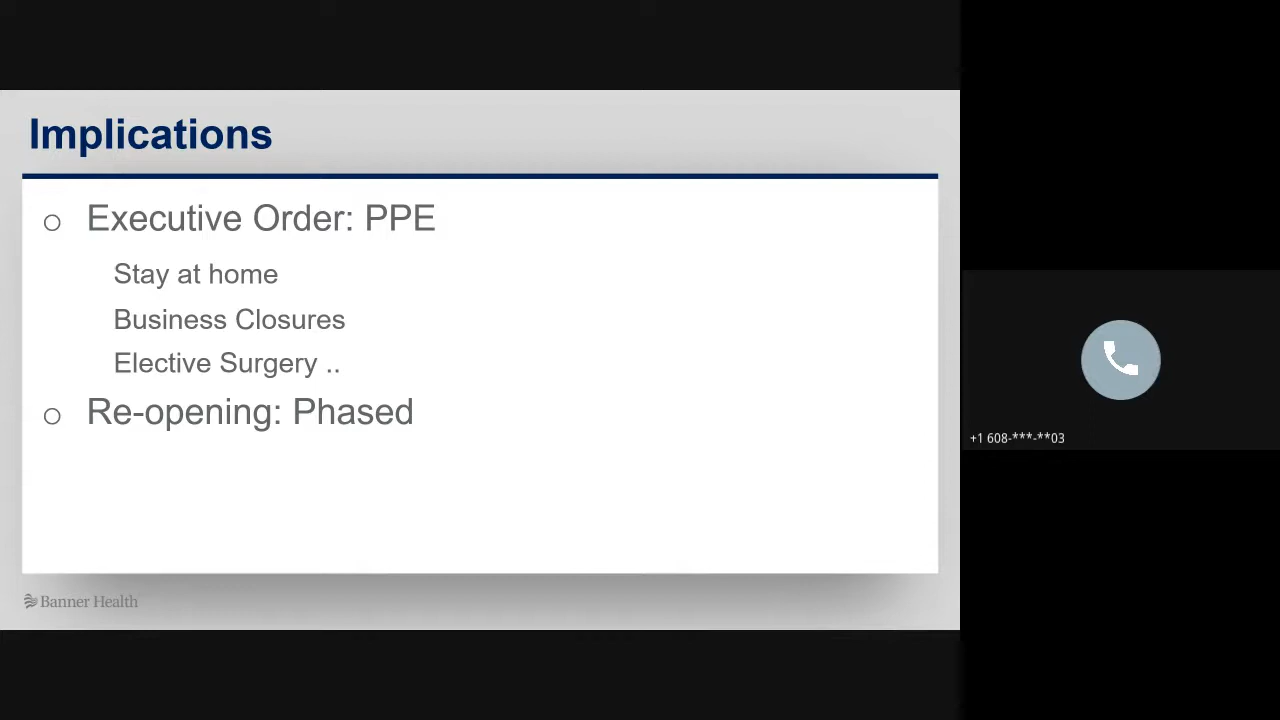 Implications
o Executive Order: PPE
Stay at home
Business Closures
Elective Surgery ..
o Re-opening: Phased
Banner Health
+1 608-***-**03